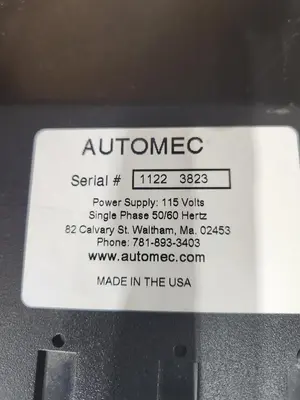 AUTOMEC
Serial # 1122 3823
Power Supply: 115 Volts
Single Phase 50/60 Hertz
82 Calvary St. Waltham, Ma. 02453
Phone: 781-893-3403
www.automec.com
MADE IN THE USA